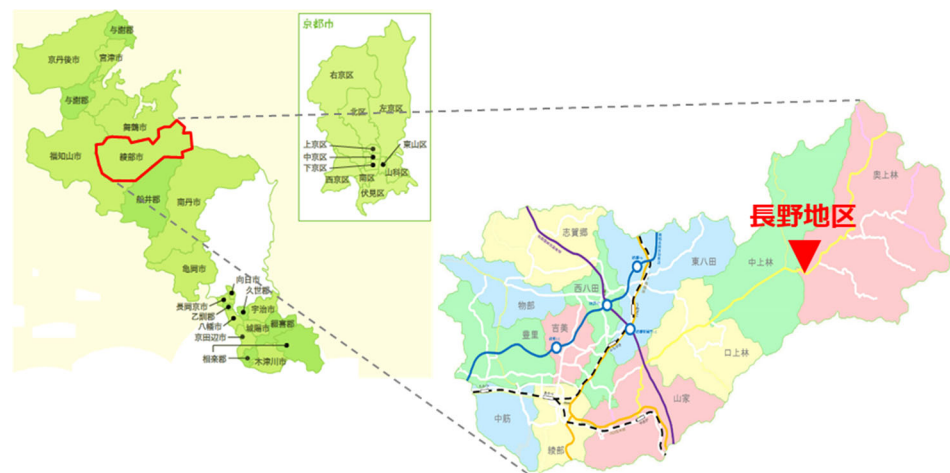 京都市
与謝郡
京丹後市
宮津市
与謝郡
舞鶴市
福知山市
綾部市
船井郡
南丹市
亀岡市
向日市
久世郡
長岡京市
宇治市
乙訓郡
八幡市
城陽市
綴喜郡
京田辺市
相楽郡
木津川市
右京区
左京区
北区
上京区
東山区
中京区
下京区
西京区
南区
山科区
伏見区
長野地区
奥上林
中上林
志賀郷
東八田
西八田
物部
豊里
吉美
口上林
山家
中筋
綾部